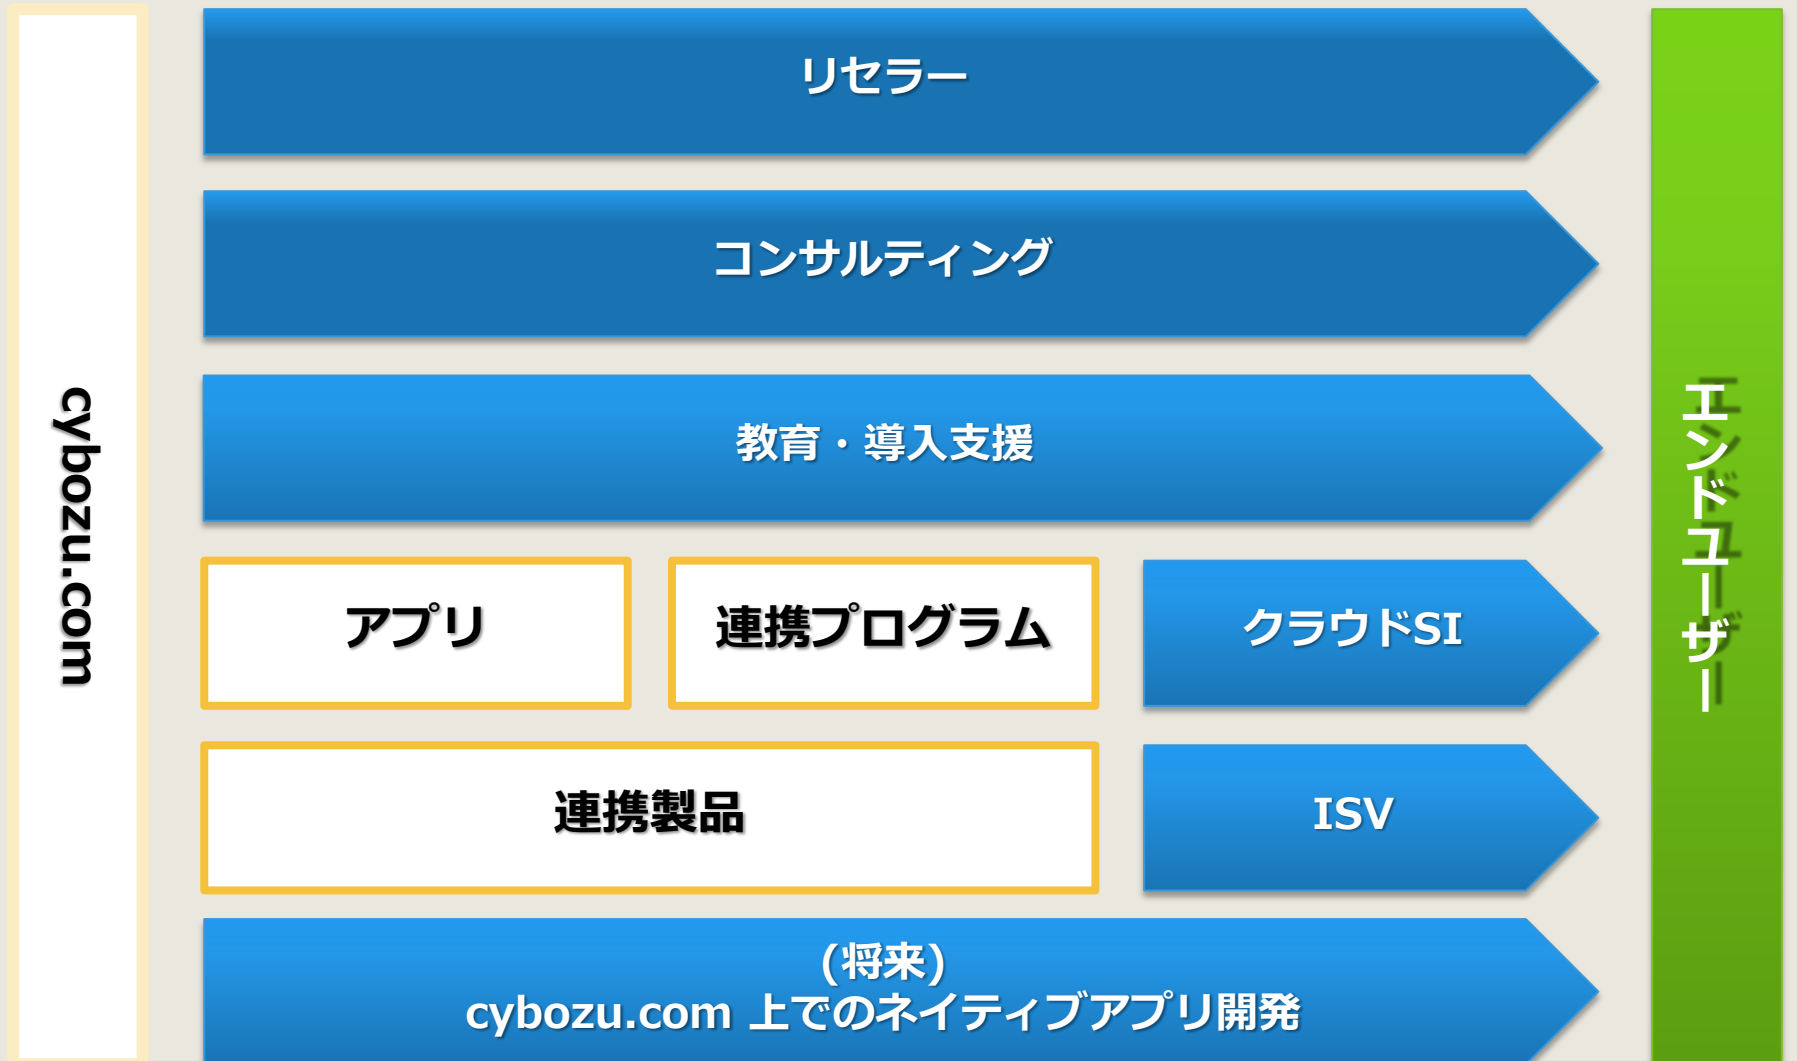 cybozu.com
リセラー
コンサルティング
教育・導入支援
アプリ
連携プログラム
クラウドSI
連携製品
ISV
(将来)
cybozu.com 上でのネイティブアプリ開発
エンドユーザー